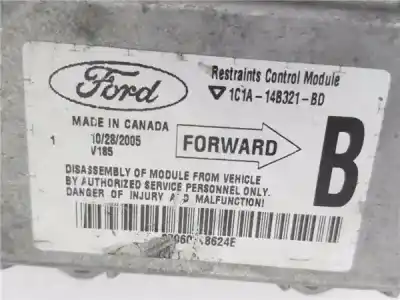 Ford
Restraints Control Module
1C1A-14B321-BD
MADE IN CANADA
1 10/28/2005
V185
FORWARD
B
DISASSEMBLY OF MODULE FROM VEHICLE
BY AUTHORIZED SERVICE PERSONNEL ONLY.
DANGER OF INJURY AND MALFUNCTION!